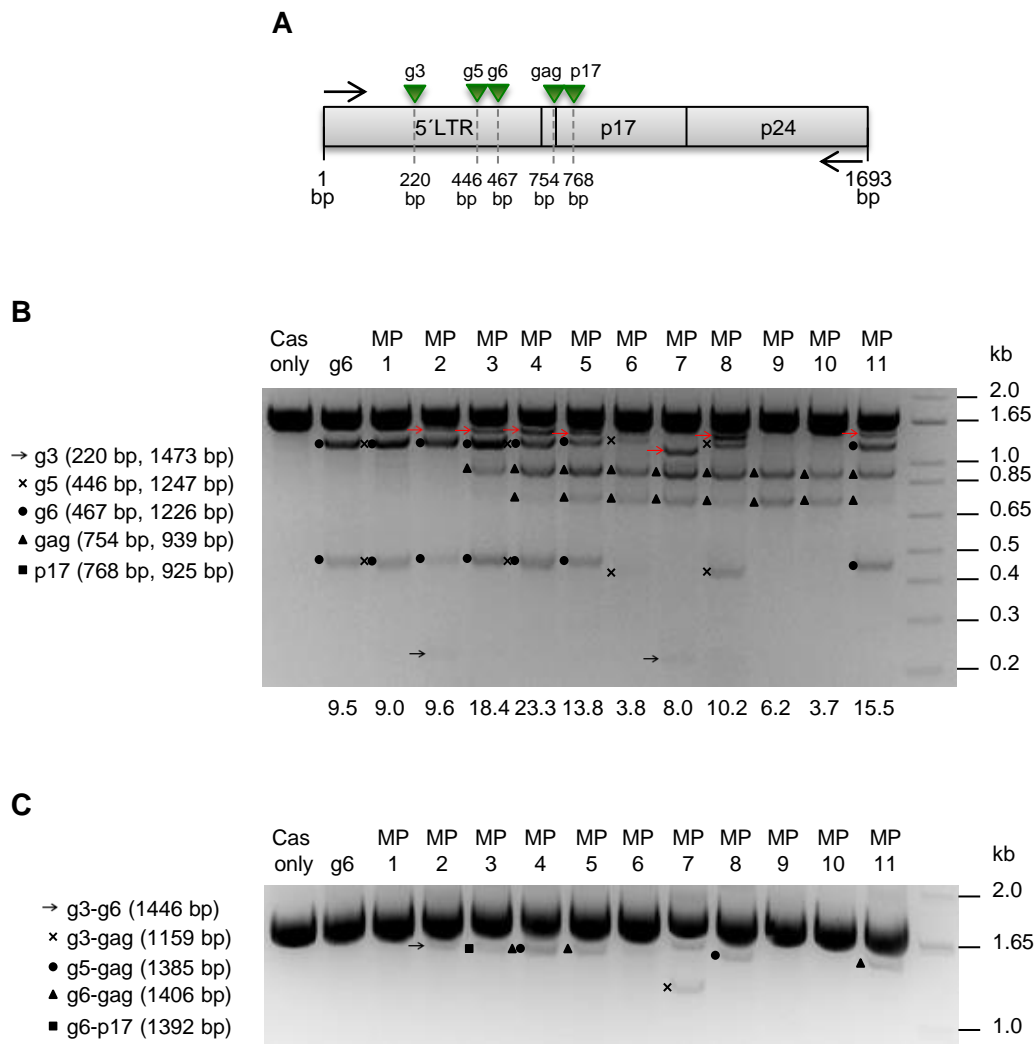 A
g3 g5 g6 gag p17
5´LTR p17 p24
1 bp 220 bp 446 bp 467 bp 754 bp 768 bp 1693 bp
B
Cas only g6 MP 1 MP 2 MP 3 MP 4 MP 5 MP 6 MP 7 MP 8 MP 9 MP 10 MP 11 kb
2.0
1.65
g3 (220 bp, 1473 bp)
1.0
g5 (446 bp, 1247 bp)
0.85
g6 (467 bp, 1226 bp)
0.65
gag (754 bp, 939 bp)
0.5
p17 (768 bp, 925 bp)
0.4
0.3
0.2
9.5 9.0 9.6 18.4 23.3 13.8 3.8 8.0 10.2 6.2 3.7 15.5
C
Cas only g6 MP 1 MP 2 MP 3 MP 4 MP 5 MP 6 MP 7 MP 8 MP 9 MP 10 MP 11 kb
2.0
g3-g6 (1446 bp)
1.65
g3-gag (1159 bp)
g5-gag (1385 bp)
g6-gag (1406 bp)
g6-p17 (1392 bp)
1.0